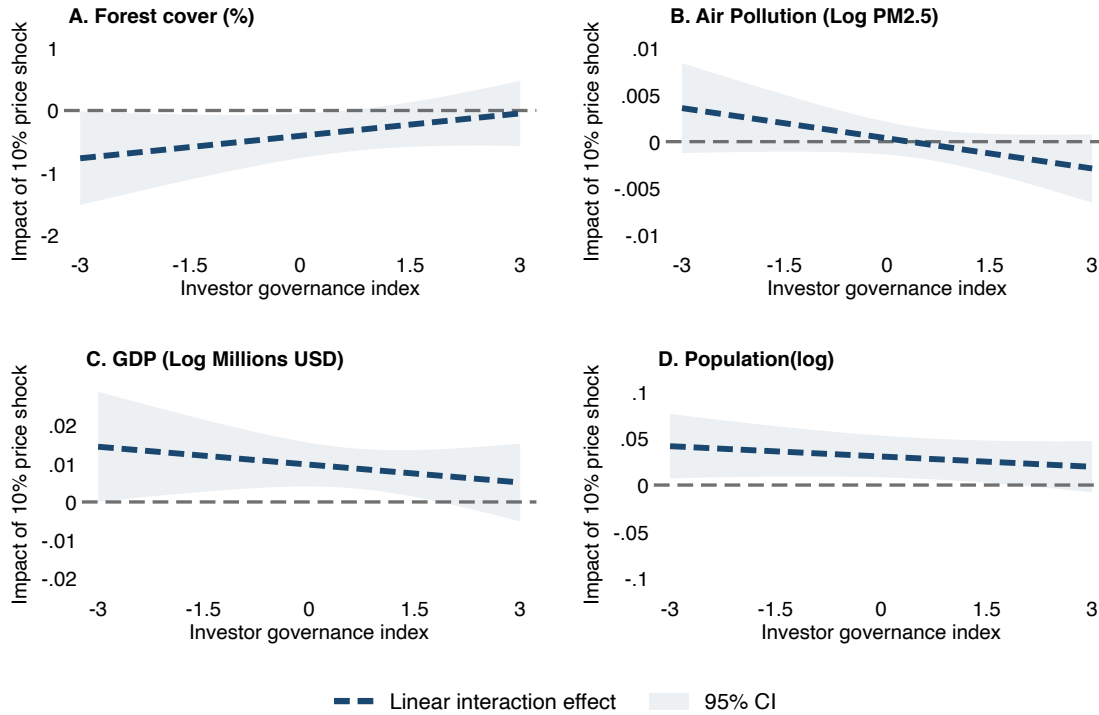 A. Forest cover (%)
Impact of 10% price shock
1
0
-1
-2
-3
-1.5
0
1.5
3
Investor governance index
B. Air Pollution (Log PM2.5)
Impact of 10% price shock
.01
.005
0
-.005
-.01
-3
-1.5
0
1.5
3
Investor governance index
C. GDP (Log Millions USD)
Impact of 10% price shock
.02
.01
0
-.01
-.02
-3
-1.5
0
1.5
3
Investor governance index
D. Population(log)
Impact of 10% price shock
.1
.05
0
-.05
-.1
-3
-1.5
0
1.5
3
Investor governance index
Linear interaction effect
95% CI